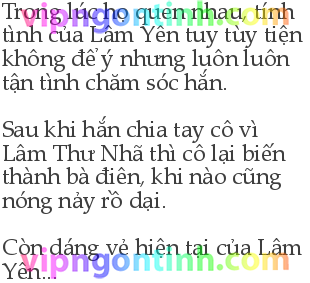 Trong lúc họ quen nhau, tính
tình của Lâm Yên tuy tùy tiện
không để ý nhưng luôn luôn
tận tình chăm sóc hắn.
Sau khi hắn chia tay cô vì
Lâm Thư Nhã thì cô lại biến
thành bà điên, khi nào cũng
nóng nảy rồ dại.
Còn dáng vẻ hiện tại của Lâm
Yên...
vipngontinh.com
vipngontinh.com